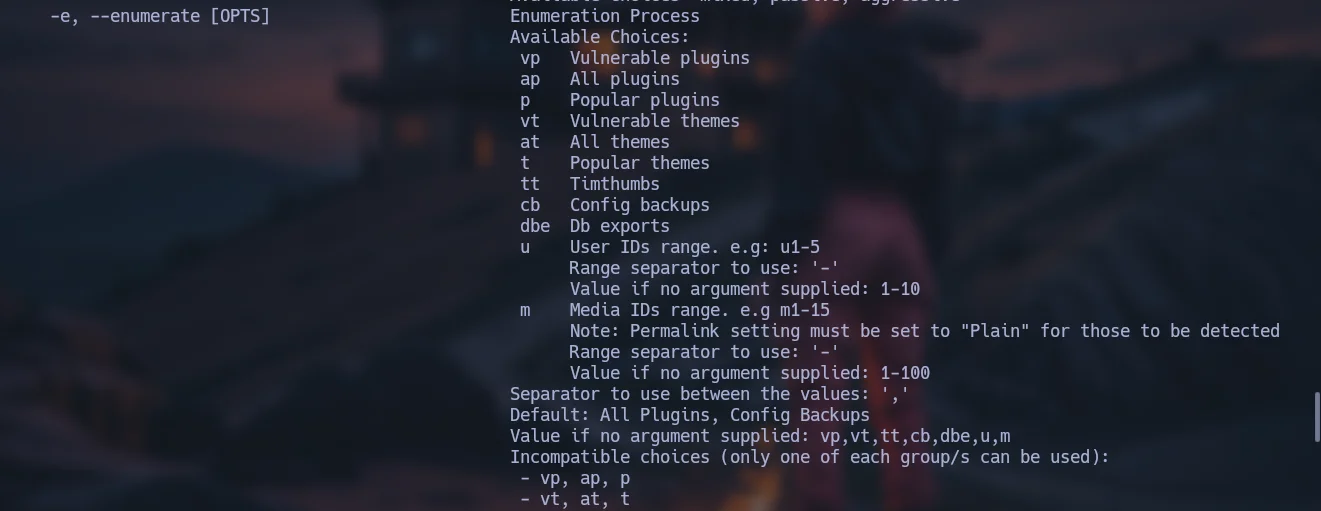 Available Choices: mixed, passive, aggressive
-e, --enumerate [OPTS] Enumeration Process
Available Choices:
vp Vulnerable plugins
ap All plugins
p Popular plugins
vt Vulnerable themes
at All themes
t Popular themes
tt Timthumbs
cb Config backups
dbe Db exports
u User IDs range. e.g: u1-5
Range separator to use: '-'
Value if no argument supplied: 1-10
m Media IDs range. e.g m1-15
Note: Permalink setting must be set to "Plain" for those to be detected
Range separator to use: '-'
Value if no argument supplied: 1-100
Separator to use between the values: ','
Default: All Plugins, Config Backups
Value if no argument supplied: vp,vt,tt,cb,dbe,u,m
Incompatible choices (only one of each group/s can be used):
- vp, ap, p
- vt, at, t